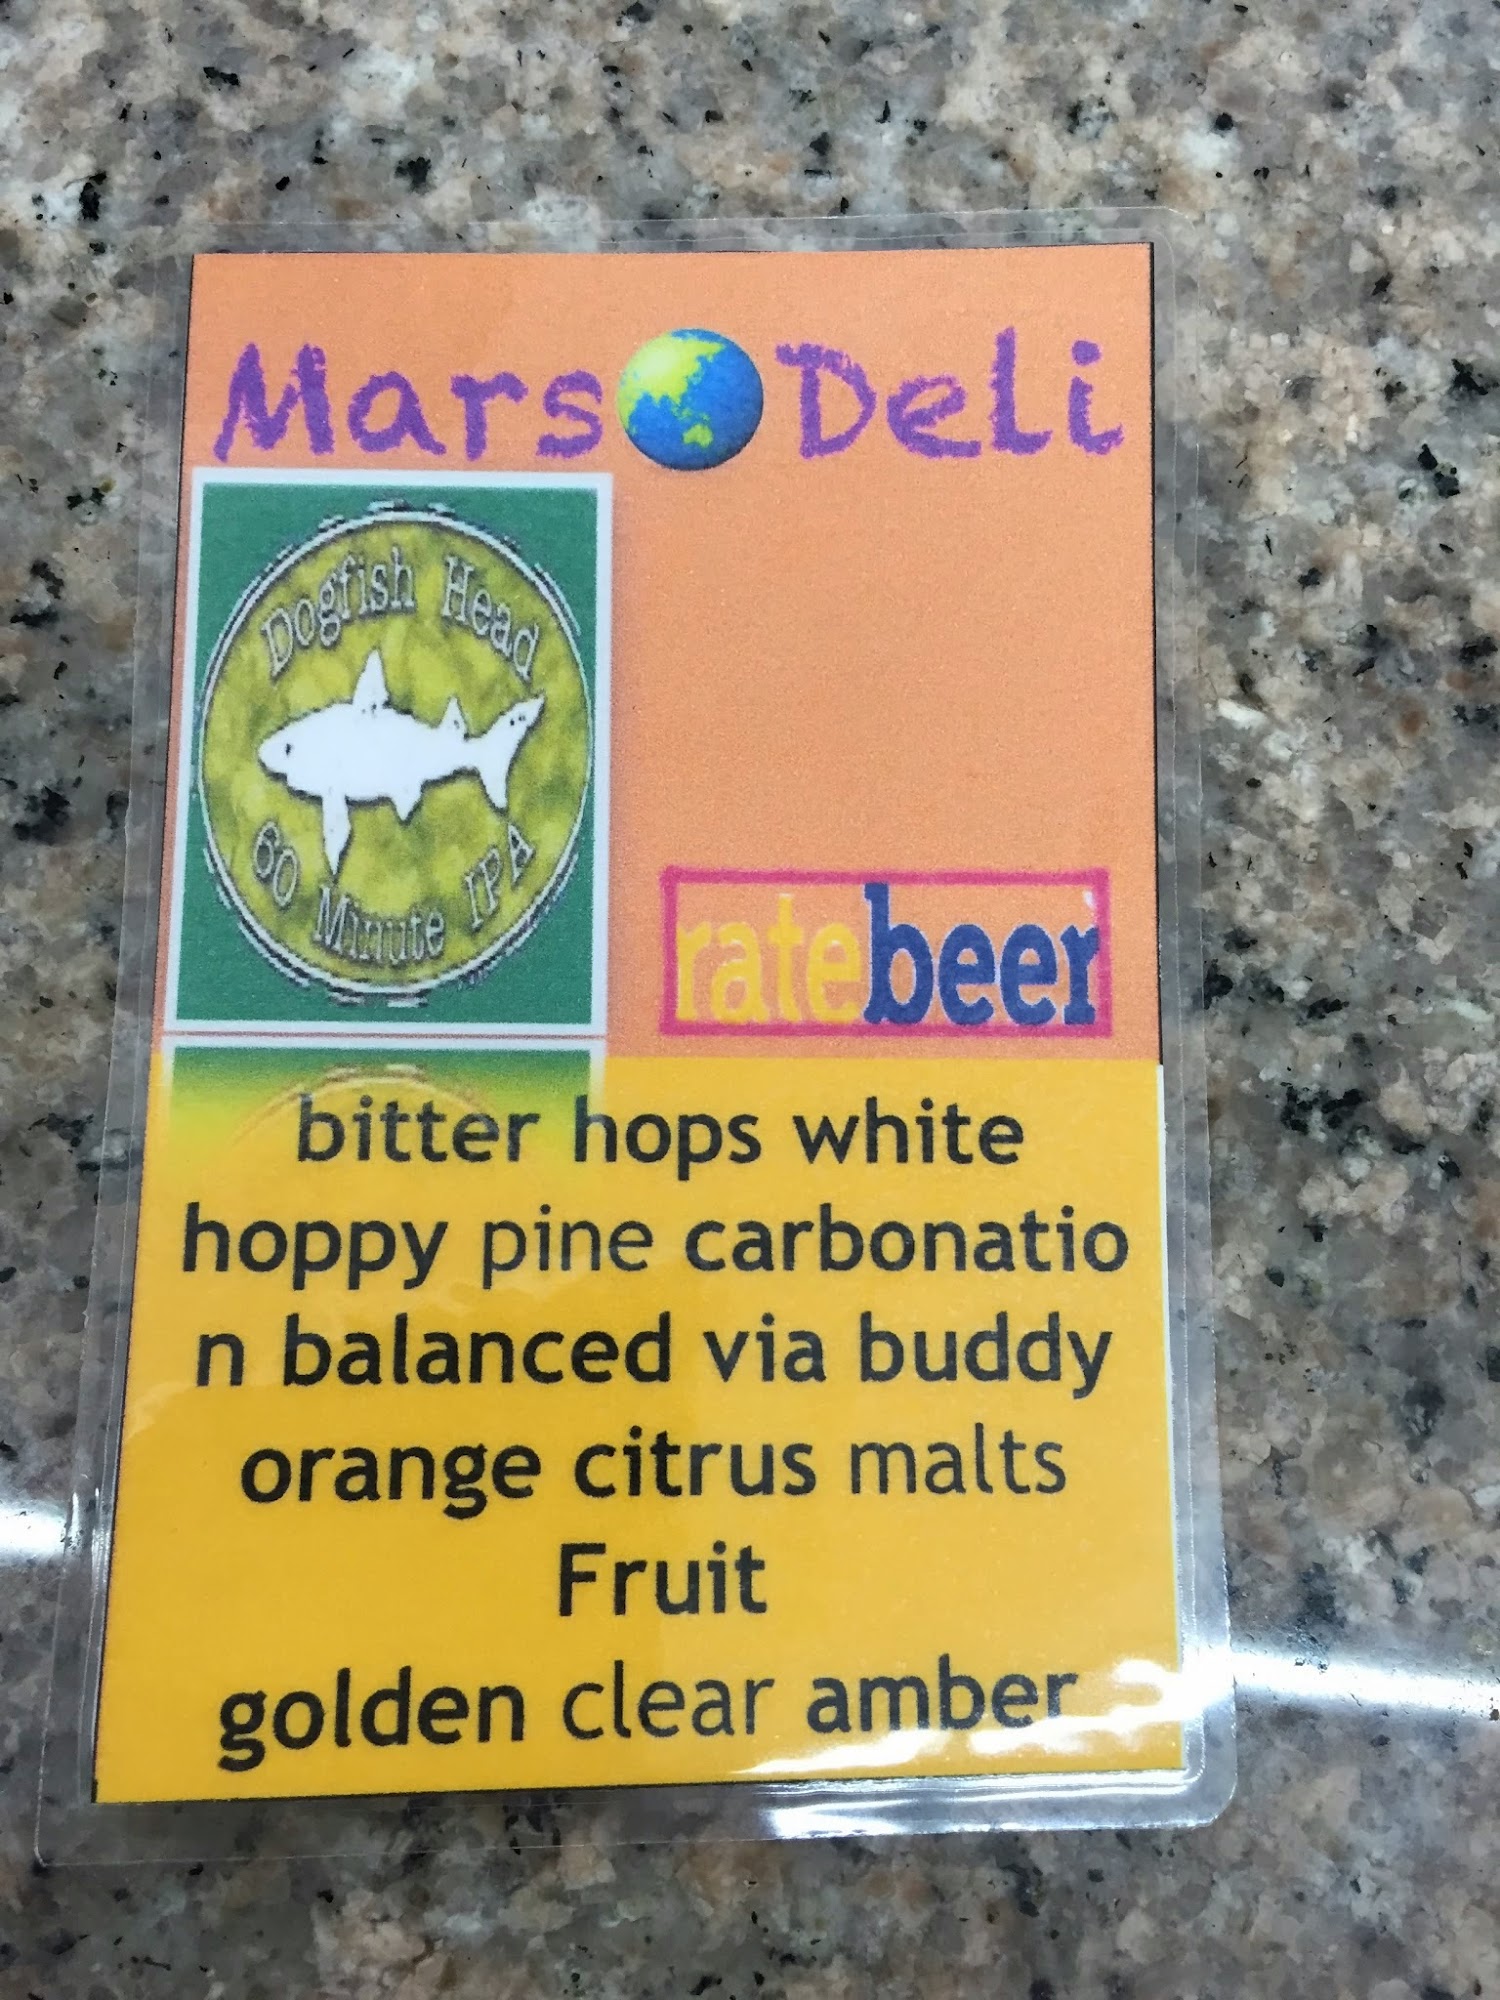 Mars Deli
Dogfish Head
60 Minute IPA
ratebeer
bitter hops white
hoppy pine carbonatio
n balanced via buddy
orange citrus malts
Fruit
golden clear amber